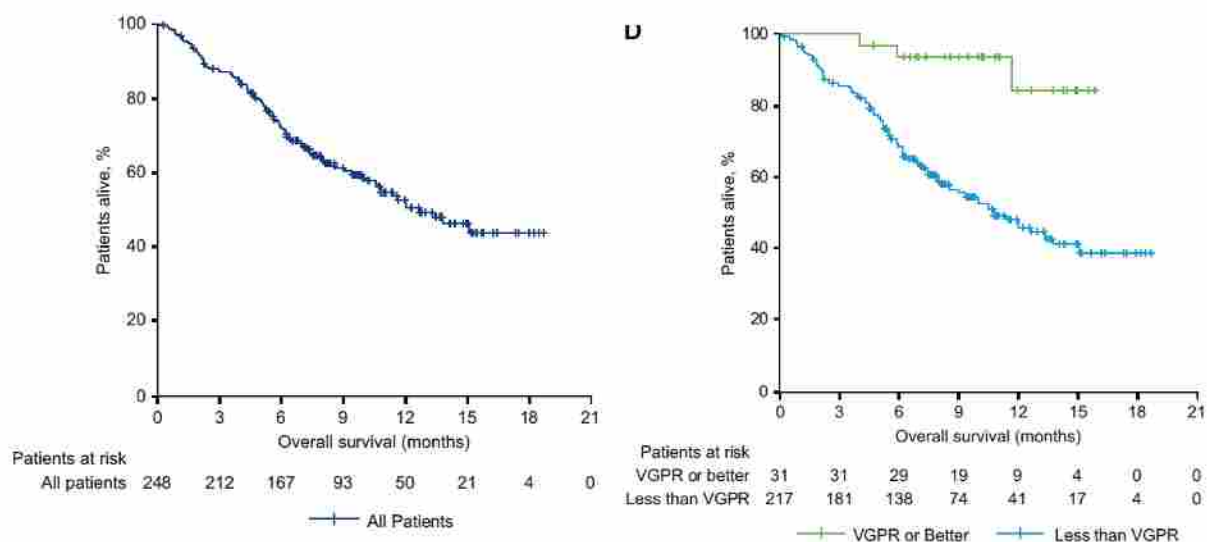 100
80
60
40
20
0
Patients alive, %
0 3 6 9 12 15 18 21
Overall survival (months)
Patients at risk
All patients 248 212 167 93 50 21 4 0
All Patients
D
100
80
60
40
20
0
Patients alive, %
0 3 6 9 12 15 18 21
Overall survival (months)
Patients at risk
VGPR or better 31 31 29 19 9 4 0 0
Less than VGPR 217 181 138 74 41 17 4 0
VGPR or Better Less than VGPR